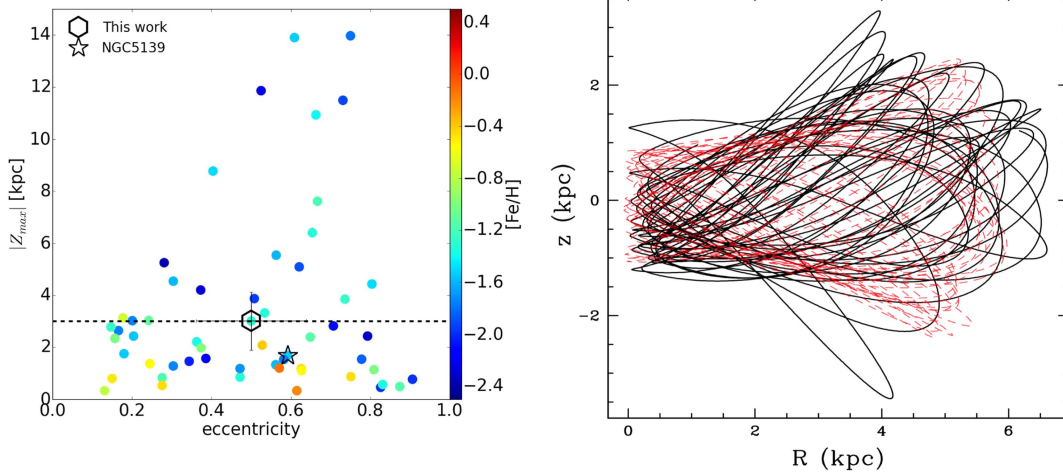 This work
NGC5139
14
12
10
8
6
4
2
0
|Z_{max}| [kpc]
0.0 0.2 0.4 0.6 0.8 1.0
eccentricity
0.4
0.0
−0.4
−0.8
−1.2
−1.6
−2.0
−2.4
[Fe/H]
2
0
−2
z (kpc)
0 2 4 6
R (kpc)